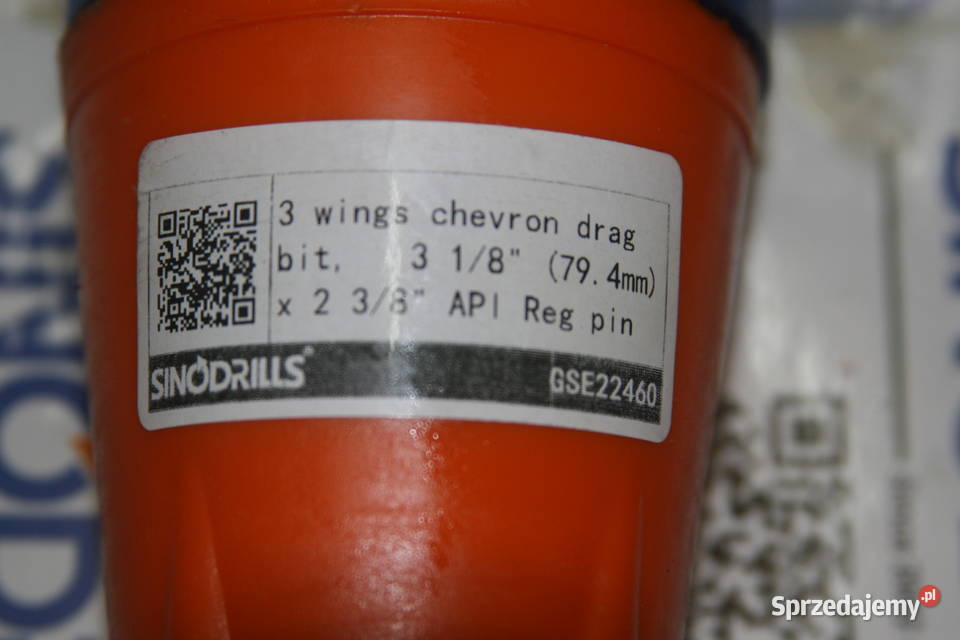 3 wings chevron drag
bit, 3 1/8" (79.4mm)
x 2 3/8" API Reg pin
SINODRILLS
GSE22460
Sprzedajemy.pl